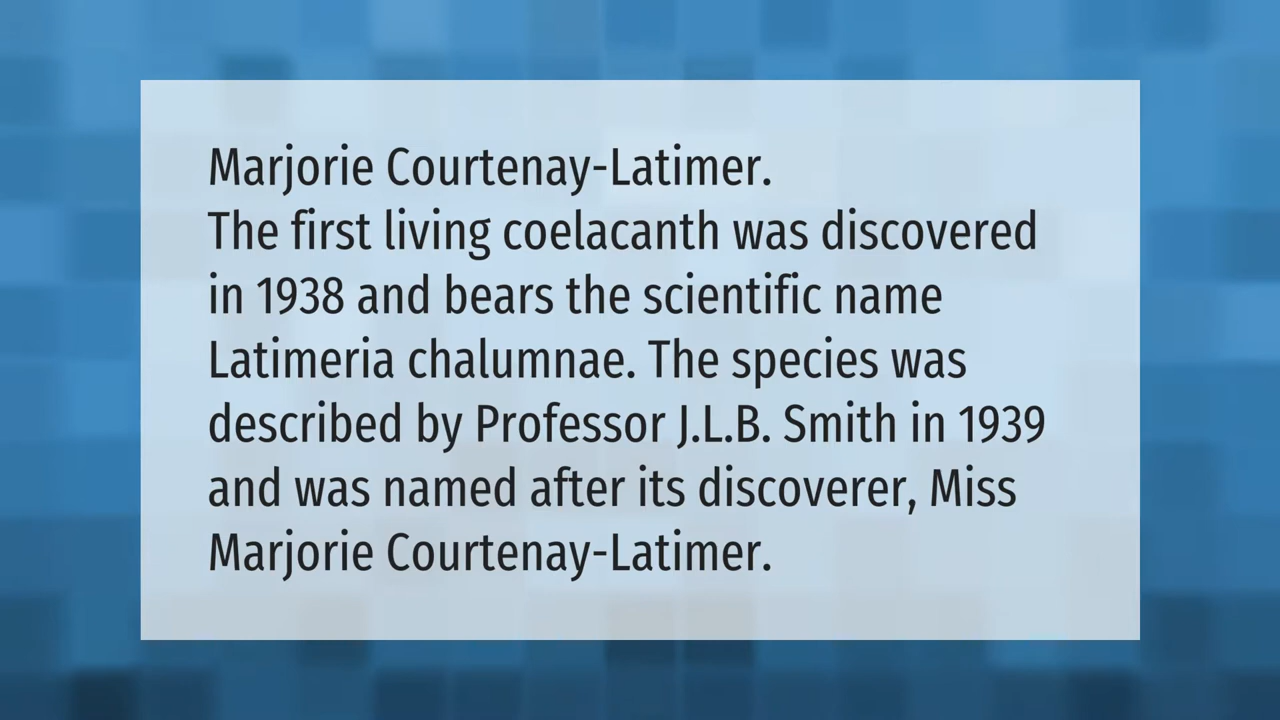 Marjorie Courtenay-Latimer.
The first living coelacanth was discovered
in 1938 and bears the scientific name
Latimeria chalumnae. The species was
described by Professor J.L.B. Smith in 1939
and was named after its discoverer, Miss
Marjorie Courtenay-Latimer.